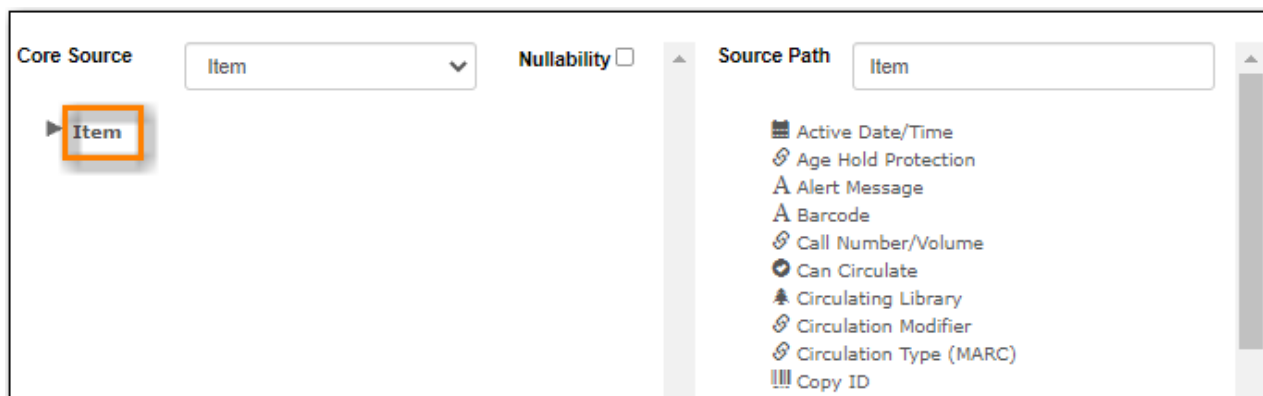 Core Source
Item
Nullability
Source Path
Item
Item
Active Date/Time
Age Hold Protection
Alert Message
Barcode
Call Number/Volume
Can Circulate
Circulating Library
Circulation Modifier
Circulation Type (MARC)
Copy ID